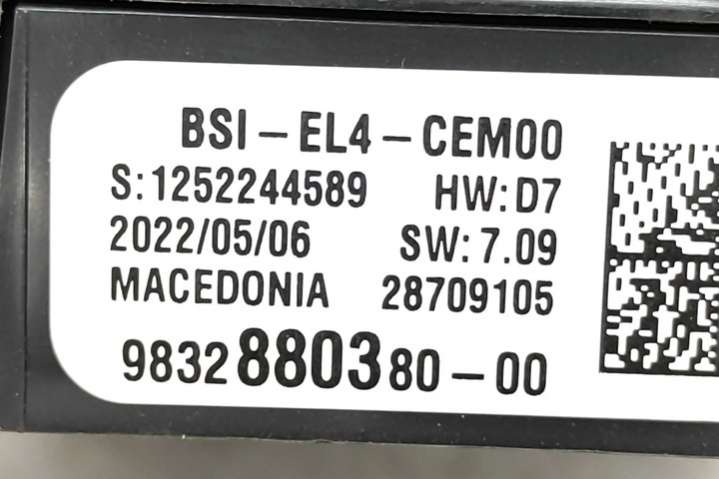 BSI-EL4-CEM00
S:1252244589 HW:D7
2022/05/06 SW:7.09
MACEDONIA 28709105
9832880380-00